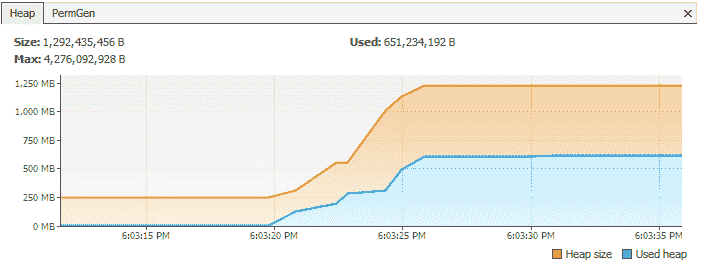 Heap PermGen
Size: 1,292,435,456 B Used: 651,234,192 B
Max: 4,276,092,928 B
1,250 MB
1,000 MB
750 MB
500 MB
250 MB
0 MB
6:03:15 PM 6:03:20 PM 6:03:25 PM 6:03:30 PM 6:03:35 PM
Heap size Used heap